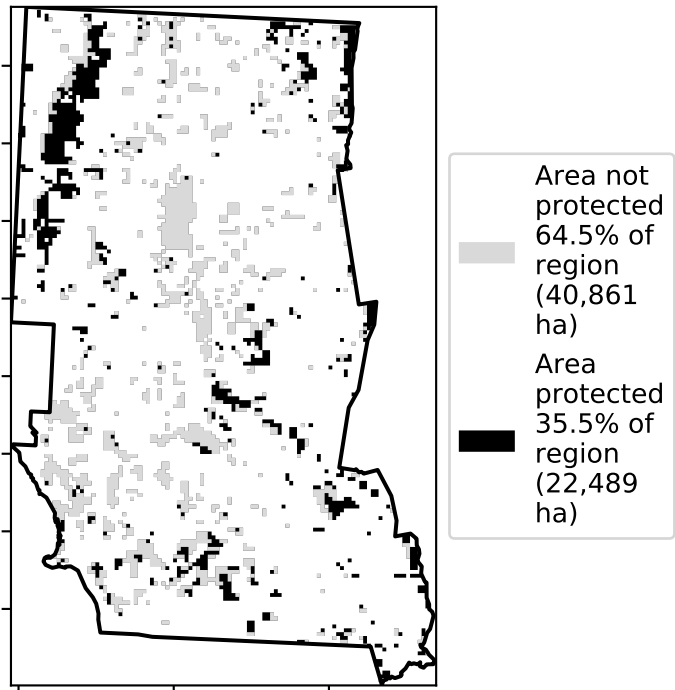 Area not
protected
64.5% of
region
(40,861
ha)
Area
protected
35.5% of
region
(22,489
ha)